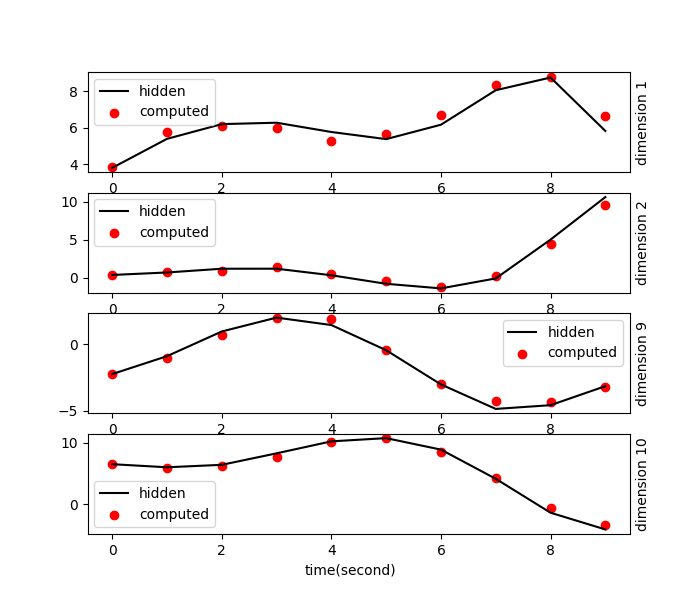 8
6
4
hidden
computed
dimension 1
0 2 4 6 8
10
5
0
hidden
computed
dimension 2
0 2 4 6 8
0
−5
hidden
computed
dimension 9
0 2 4 6 8
10
0
hidden
computed
dimension 10
0 2 4 6 8
time(second)